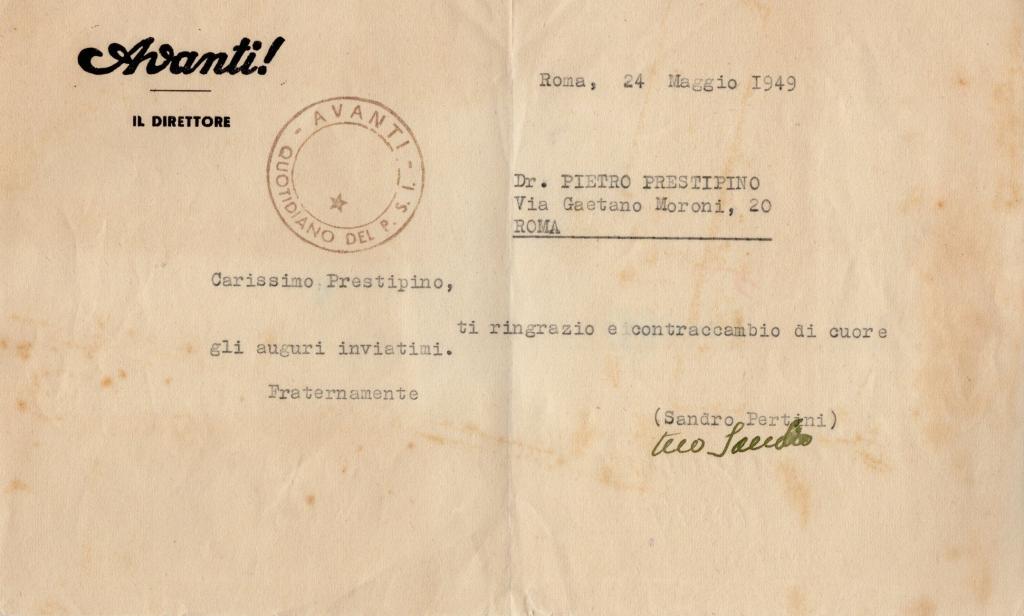 Avanti!
IL DIRETTORE
AVANTI -
QUOTIDIANO DEL P. S. I. -
Roma, 24 Maggio 1949
Dr. PIETRO PRESTIPINO
Via Gaetano Moroni, 20
ROMA
Carissimo Prestipino,
ti ringrazio e contraccambio di cuore
gli auguri inviatimi.
Fraternamente
(Sandro Pertini)
tuo Sandro